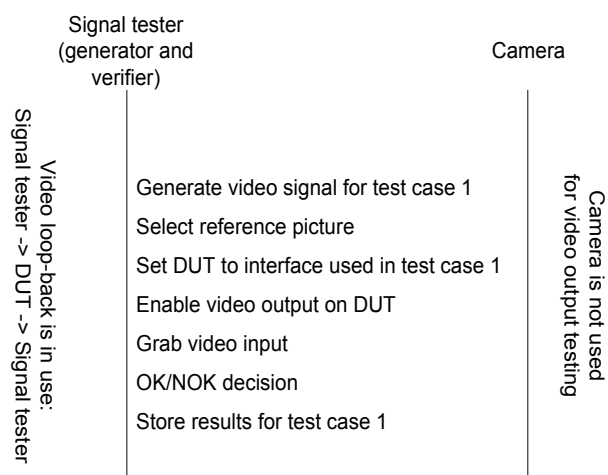 Signal tester
(generator and
verifier)
Camera
Video loop-back is in use:
Signal tester -> DUT -> Signal tester
Generate video signal for test case 1
Select reference picture
Set DUT to interface used in test case 1
Enable video output on DUT
Grab video input
OK/NOK decision
Store results for test case 1
Camera is not used
for video output testing